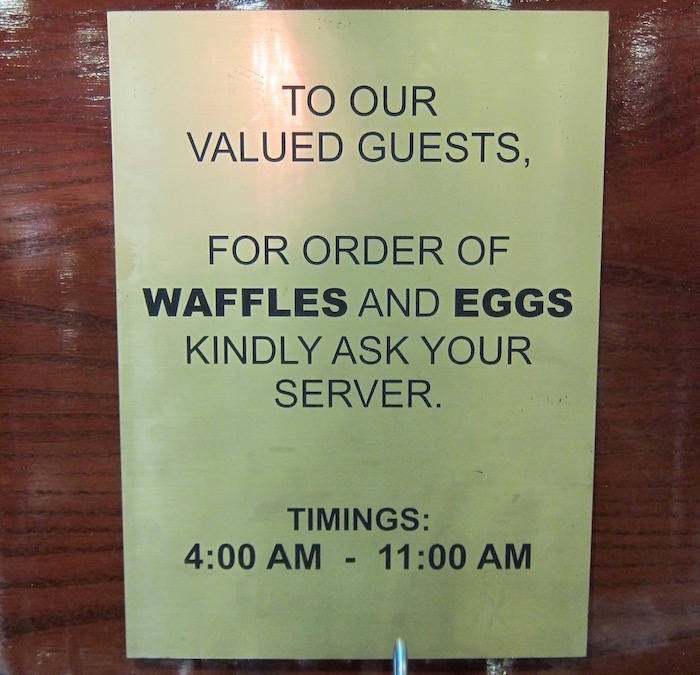 TO OUR
VALUED GUESTS,
FOR ORDER OF
WAFFLES AND EGGS
KINDLY ASK YOUR
SERVER.
TIMINGS:
4:00 AM - 11:00 AM